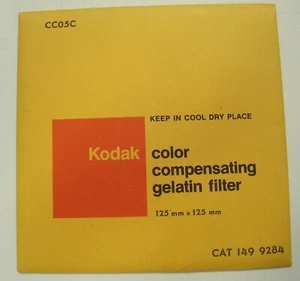 CC05C
KEEP IN COOL DRY PLACE
Kodak color
compensating
gelatin filter
125 mm x 125 mm
CAT 149 9284